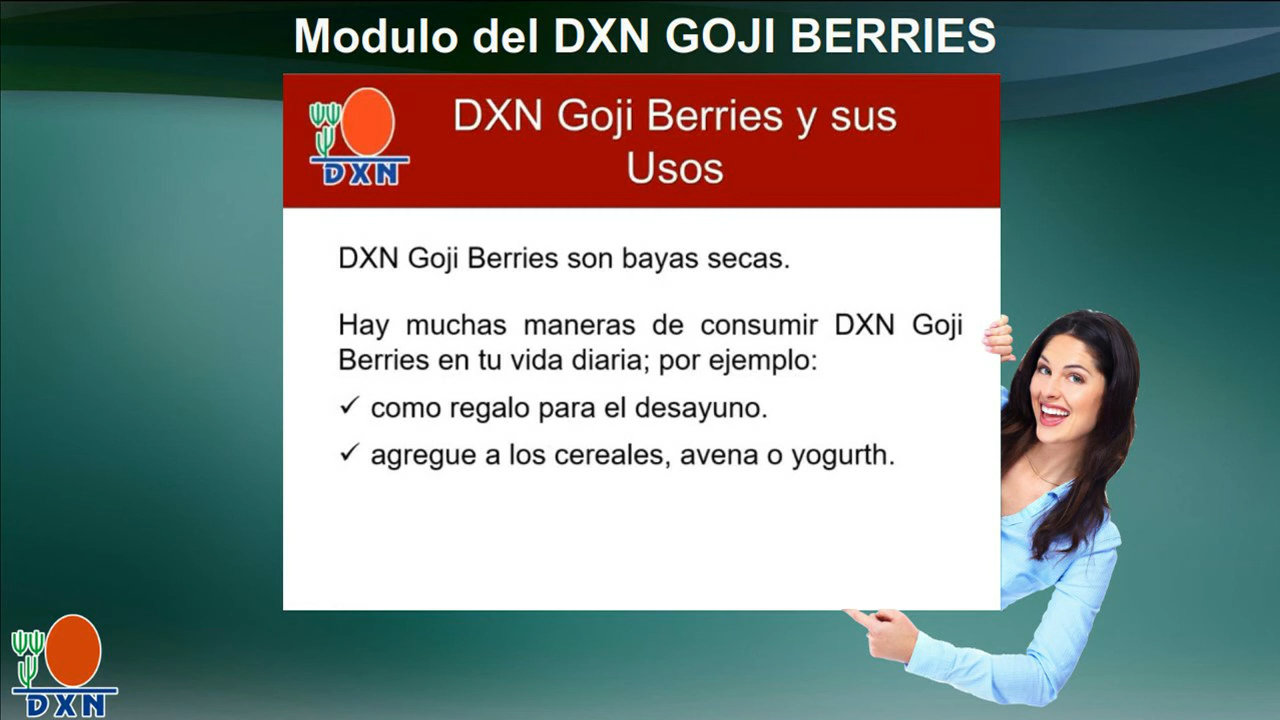 Modulo del DXN GOJI BERRIES
DXN
DXN Goji Berries y sus
Usos
DXN Goji Berries son bayas secas.
Hay muchas maneras de consumir DXN Goji
Berries en tu vida diaria; por ejemplo:
✓ como regalo para el desayuno.
✓ agregue a los cereales, avena o yogurth.
DXN